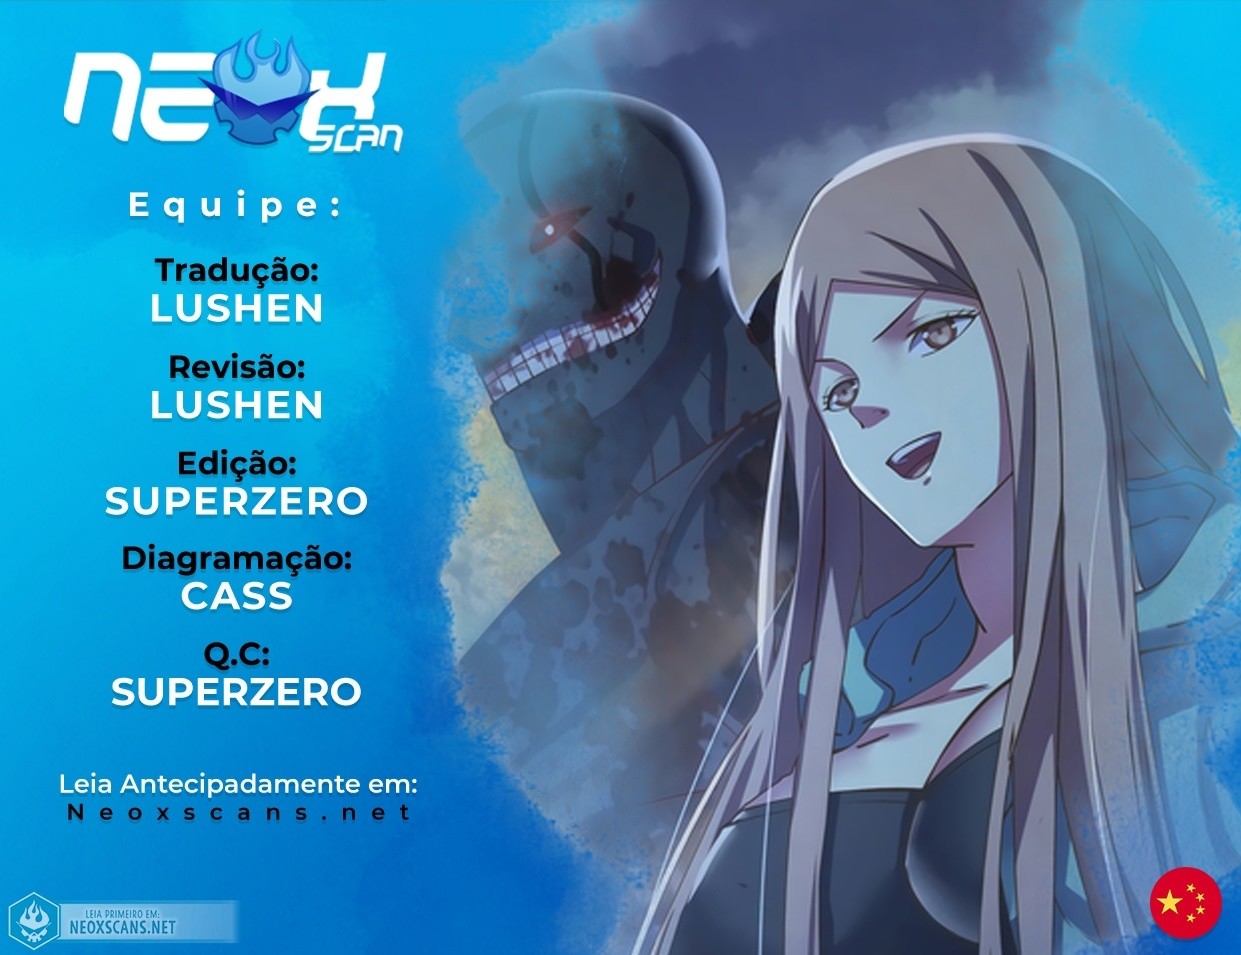 NEOX
SCAN
Equipe:
Tradução:
LUSHEN
Revisão:
LUSHEN
Edição:
SUPERZERO
Diagramação:
CASS
Q.C:
SUPERZERO
Leia Antecipadamente em:
Neoxscans.net
LEIA PRIMEIRO EM:
NEOXSCANS.NET